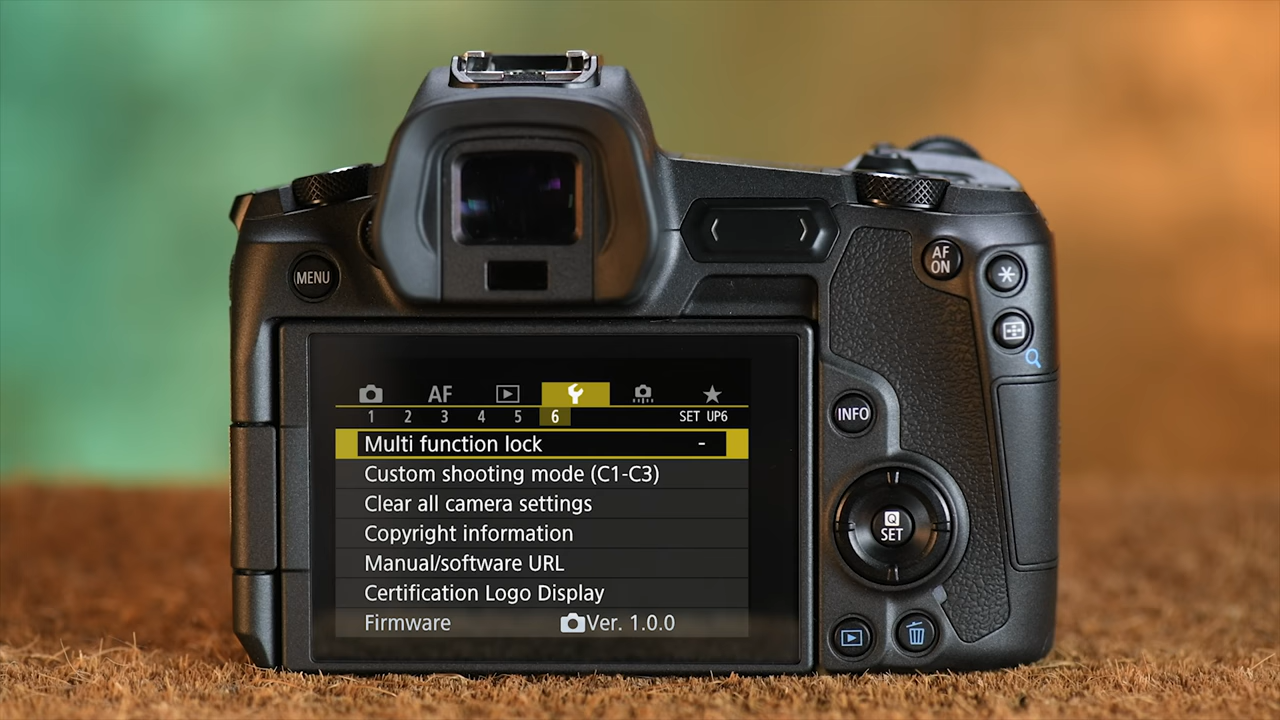 MENU
AF
ON
INFO
Q
SET
AF
1 2 3 4 5 6 SET UP6
Multi function lock -
Custom shooting mode (C1-C3)
Clear all camera settings
Copyright information
Manual/software URL
Certification Logo Display
Firmware Ver. 1.0.0